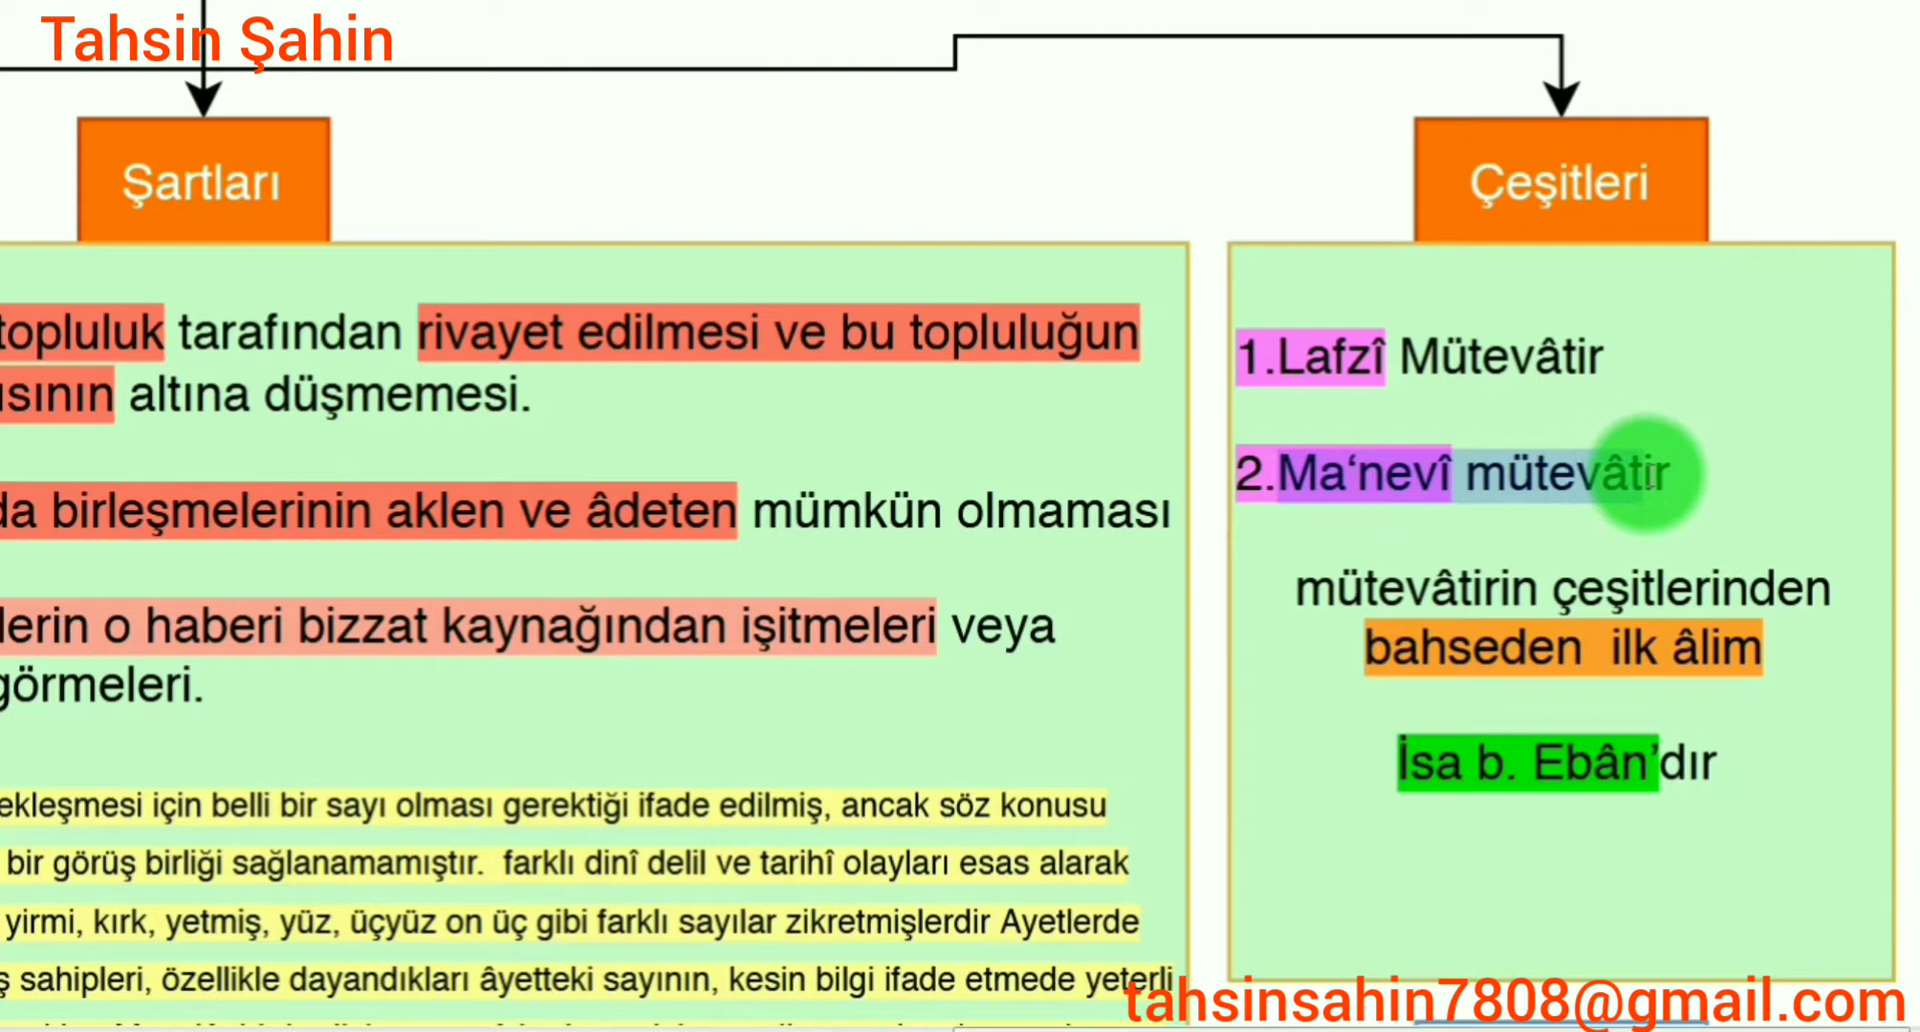 Tahsin Şahin
Şartları
Çeşitleri
topluluk tarafından rivayet edilmesi ve bu topluluğun
altına düşmemesi.
da birleşmelerinin aklen ve âdeten mümkün olmaması
lerin o haberi bizzat kaynağından işitmeleri veya
görmeleri.
ekleşmesi için belli bir sayı olması gerektiği ifade edilmiş, ancak söz konusu
bir görüş birliği sağlanamamıştır. farklı dinî delil ve tarihî olayları esas alarak
yirmi, kırk, yetmiş, yüz, üçyüz on üç gibi farklı sayılar zikretmişlerdir Ayetlerde
ş sahipleri, özellikle dayandıkları âyetteki sayının, kesin bilgi ifade etmede yeterli
1.Lafzî Mütevâtir
2.Ma‘nevî mütevâtir
mütevâtirin çeşitlerinden
bahseden ilk âlim
İsa b. Ebân’dır
tahsinsahin7808@gmail.com